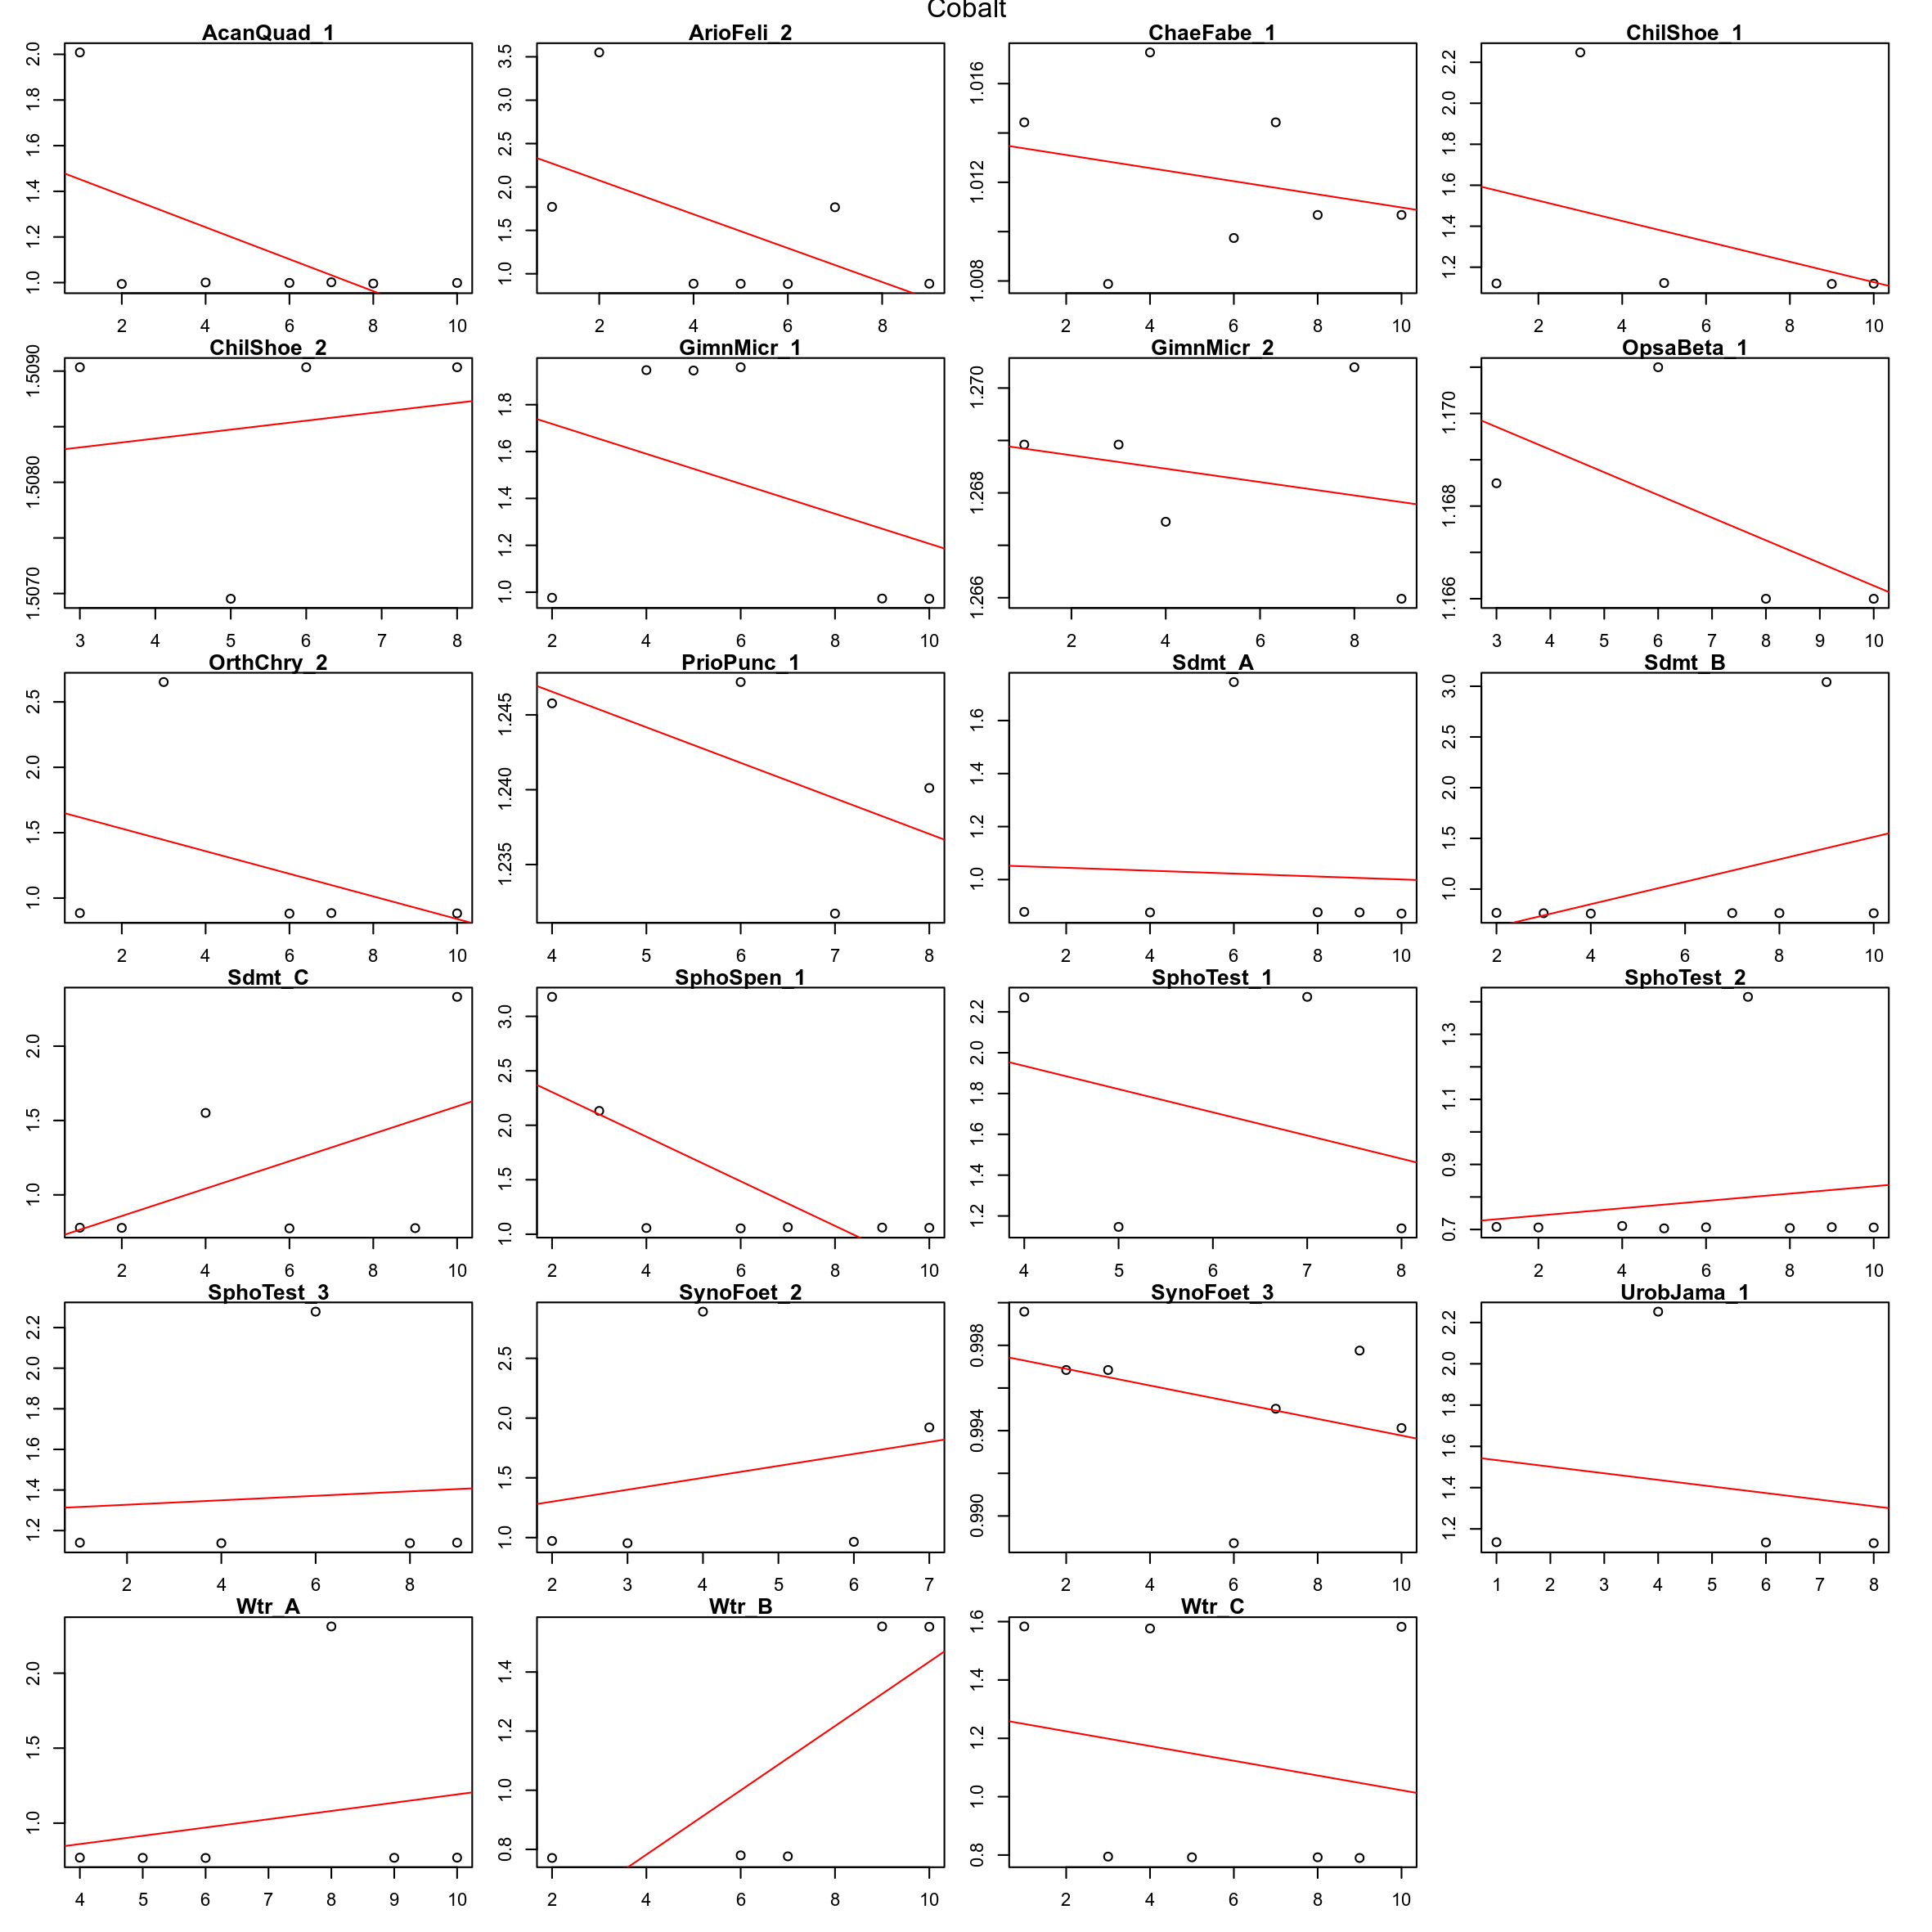 Cobalt
AcanQuad_1
2.0
1.8
1.6
1.4
1.2
1.0
2 4 6 8 10
ArioFeli_2
3.5
3.0
2.5
2.0
1.5
1.0
2 4 6 8
ChaeFabe_1
1.016
1.012
1.008
2 4 6 8 10
ChilShoe_1
2.2
2.0
1.8
1.6
1.4
1.2
2 4 6 8 10
ChilShoe_2
1.5090
1.5080
1.5070
3 4 5 6 7 8
GimnMicr_1
1.8
1.6
1.4
1.2
1.0
2 4 6 8 10
GimnMicr_2
1.270
1.268
1.266
2 4 6 8
OpsaBeta_1
1.170
1.168
1.166
3 4 5 6 7 8 9 10
OrthChry_2
2.5
2.0
1.5
1.0
2 4 6 8 10
PrioPunc_1
1.245
1.240
1.235
4 5 6 7 8
Sdmt_A
1.6
1.4
1.2
1.0
2 4 6 8 10
Sdmt_B
3.0
2.5
2.0
1.5
1.0
2 4 6 8 10
Sdmt_C
2.0
1.5
1.0
2 4 6 8 10
SphoSpen_1
3.0
2.5
2.0
1.5
1.0
2 4 6 8 10
SphoTest_1
2.2
2.0
1.8
1.6
1.4
1.2
4 5 6 7 8
SphoTest_2
1.3
1.1
0.9
0.7
2 4 6 8 10
SphoTest_3
2.2
2.0
1.8
1.6
1.4
1.2
2 4 6 8
SynoFoet_2
2.5
2.0
1.5
1.0
2 3 4 5 6 7
SynoFoet_3
0.998
0.994
0.990
2 4 6 8 10
UrobJama_1
2.2
2.0
1.8
1.6
1.4
1.2
1 2 3 4 5 6 7 8
Wtr_A
2.0
1.5
1.0
4 5 6 7 8 9 10
Wtr_B
1.4
1.2
1.0
0.8
2 4 6 8 10
Wtr_C
1.6
1.4
1.2
1.0
0.8
2 4 6 8 10